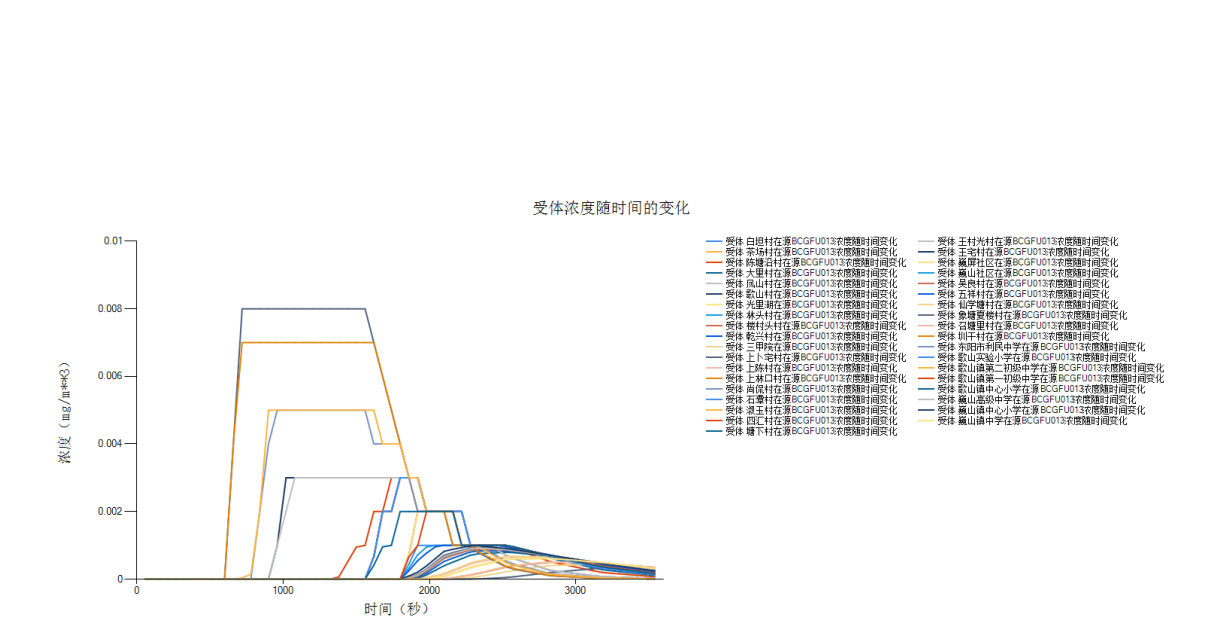 受体浓度随时间的变化
0.01
0.008
0.006
0.004
0.002
0
浓度（mg/m**3）
0
1000
2000
3000
时间（秒）
受体 白坦村在源BCGFU013浓度随时间变化
受体 茶场村在源BCGFU013浓度随时间变化
受体 陈塘沿村在源BCGFU013浓度随时间变化
受体 大里村在源BCGFU013浓度随时间变化
受体 凤山村在源BCGFU013浓度随时间变化
受体 歌山村在源BCGFU013浓度随时间变化
受体 光里湖在源BCGFU013浓度随时间变化
受体 林头村在源BCGFU013浓度随时间变化
受体 楼村头村在源BCGFU013浓度随时间变化
受体 乾兴村在源BCGFU013浓度随时间变化
受体 三甲院在源BCGFU013浓度随时间变化
受体 上卜宅村在源BCGFU013浓度随时间变化
受体 上陈村在源BCGFU013浓度随时间变化
受体 上林口村在源BCGFU013浓度随时间变化
受体 尚侃村在源BCGFU013浓度随时间变化
受体 石潭村在源BCGFU013浓度随时间变化
受体 淑玉村在源BCGFU013浓度随时间变化
受体 四汇村在源BCGFU013浓度随时间变化
受体 塘下村在源BCGFU013浓度随时间变化
受体 王村光村在源BCGFU013浓度随时间变化
受体 王宅村在源BCGFU013浓度随时间变化
受体 巍屏社区在源BCGFU013浓度随时间变化
受体 巍山社区在源BCGFU013浓度随时间变化
受体 吴良村在源BCGFU013浓度随时间变化
受体 五祥村在源BCGFU013浓度随时间变化
受体 仙学塘村在源BCGFU013浓度随时间变化
受体 象塘夏楼村在源BCGFU013浓度随时间变化
受体 召塘里村在源BCGFU013浓度随时间变化
受体 圳干村在源BCGFU013浓度随时间变化
受体 东阳市利民中学在源BCGFU013浓度随时间变化
受体 歌山实验小学在源BCGFU013浓度随时间变化
受体 歌山镇第二初级中学在源BCGFU013浓度随时间变化
受体 歌山镇第一初级中学在源BCGFU013浓度随时间变化
受体 歌山镇中心小学在源BCGFU013浓度随时间变化
受体 巍山高级中学在源BCGFU013浓度随时间变化
受体 巍山镇中心小学在源BCGFU013浓度随时间变化
受体 巍山镇中学在源BCGFU013浓度随时间变化